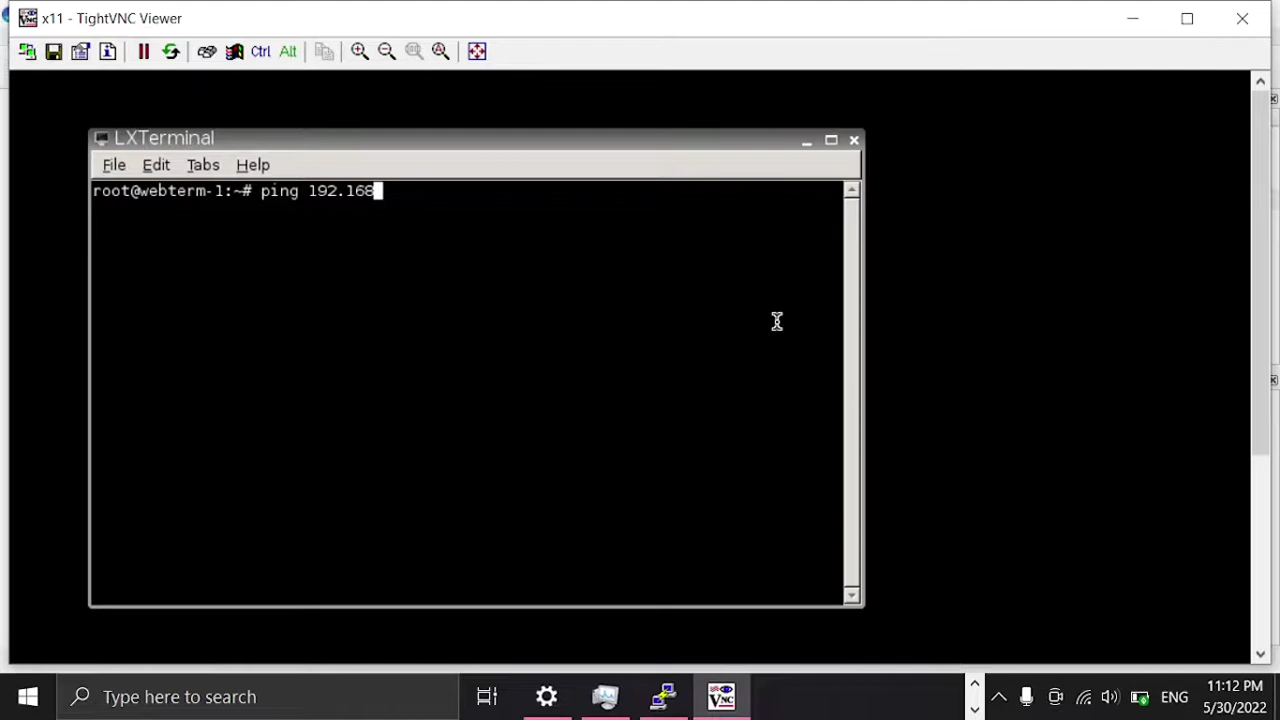 x11 - TightVNC Viewer
Ctrl Alt
LXTerminal
File Edit Tabs Help
root@webterm-1:~# ping 192.168
Type here to search
ENG
11:12 PM
5/30/2022